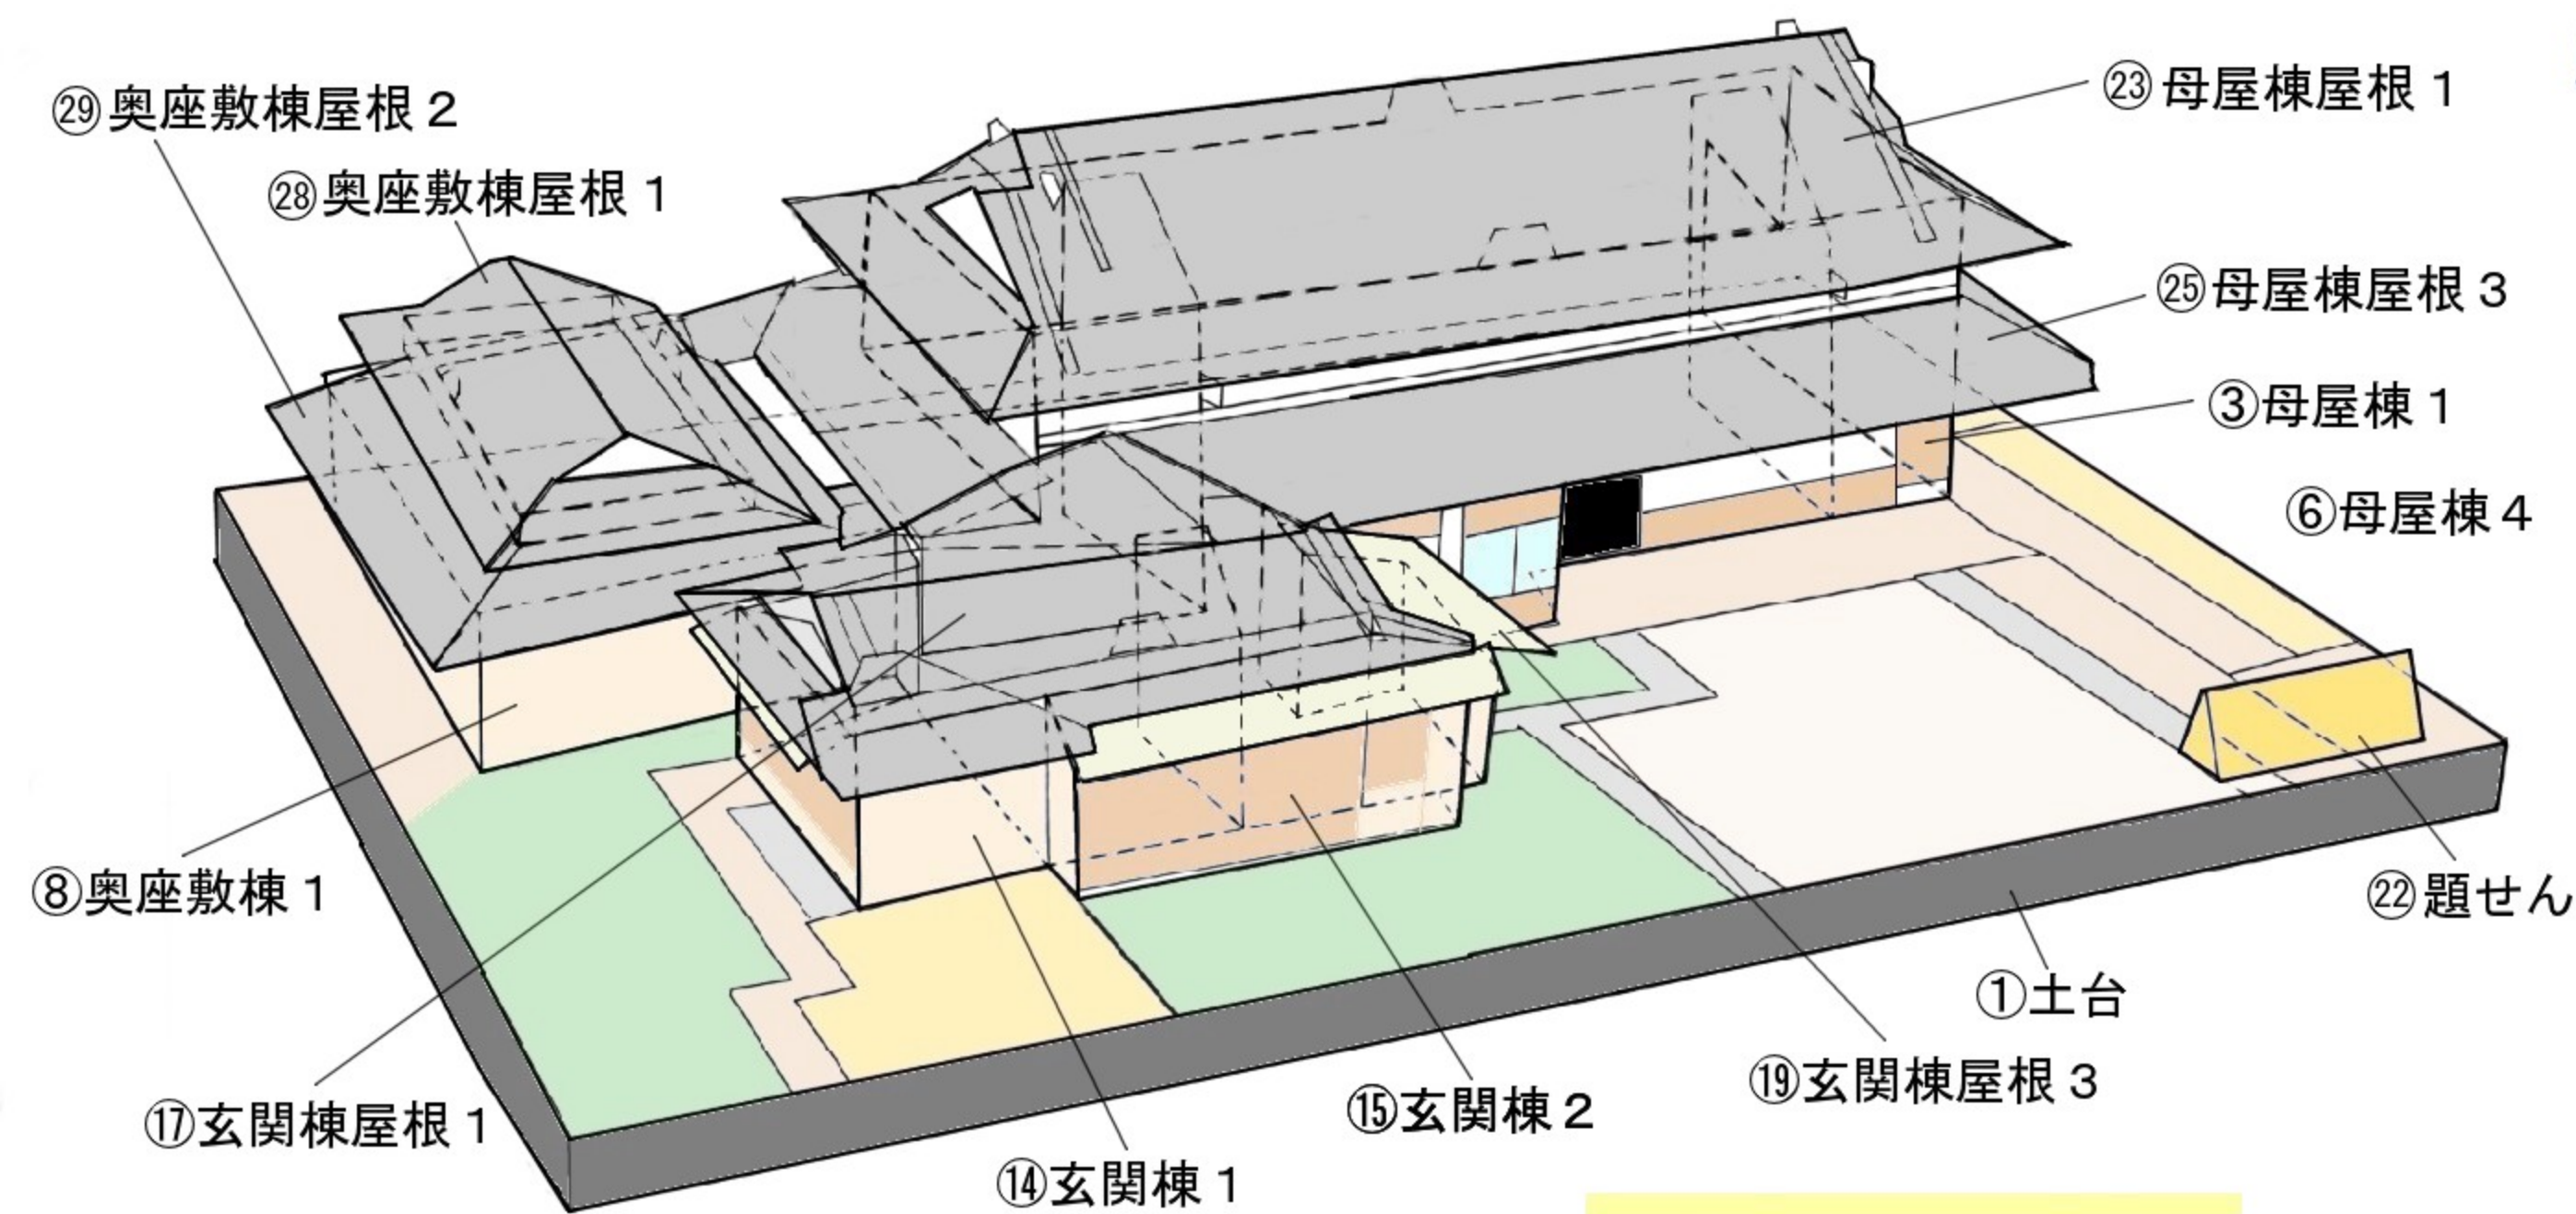 ㉙奥座敷棟屋根２
㉘奥座敷棟屋根１
㉓母屋棟屋根１
㉕母屋棟屋根３
③母屋棟１
⑥母屋棟４
⑧奥座敷棟１
㉒題せん
①土台
⑲玄関棟屋根３
⑮玄関棟２
⑰玄関棟屋根１
⑭玄関棟１